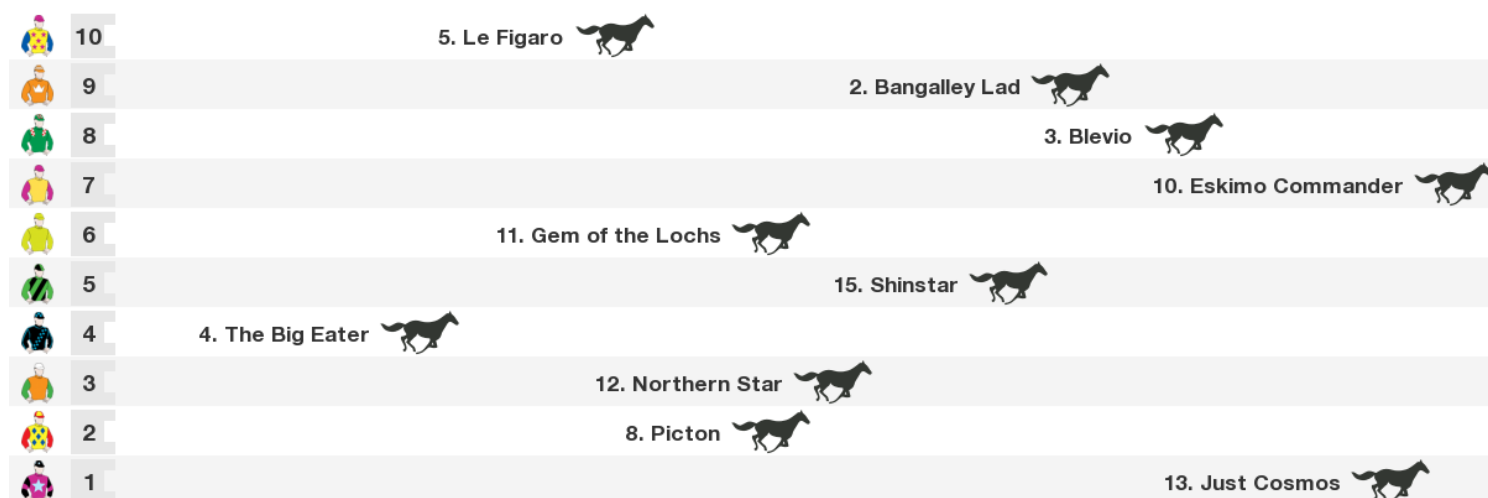 10 5. Le Figaro
9 2. Bangalley Lad
8 3. Blevio
7 10. Eskimo Commander
6 11. Gem of the Lochs
5 15. Shinstar
4 4. The Big Eater
3 12. Northern Star
2 8. Picton
1 13. Just Cosmos